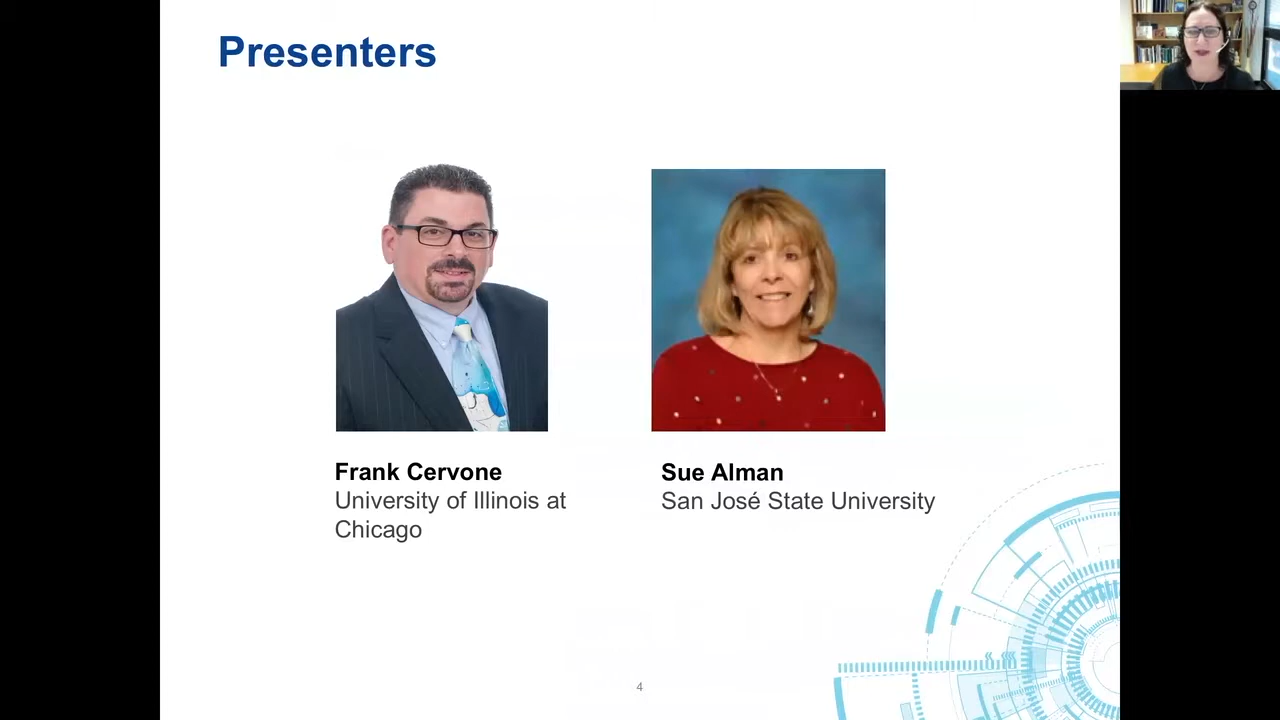 Presenters
Frank Cervone
University of Illinois at
Chicago
Sue Alman
San José State University
4